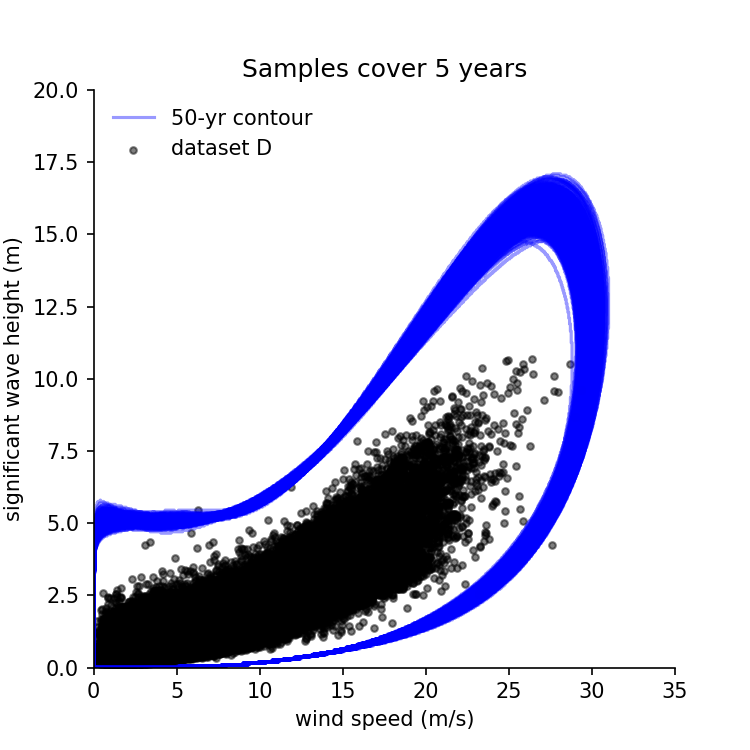 Samples cover 5 years
50-yr contour
dataset D
20.0
17.5
15.0
12.5
10.0
7.5
5.0
2.5
0.0
significant wave height (m)
0 5 10 15 20 25 30 35
wind speed (m/s)